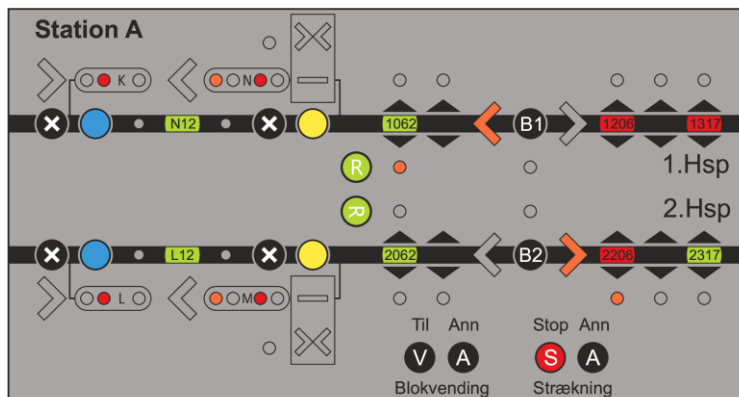 Station A
K
N
N12
1062
B1
1206
1317
R
1.Hsp
R
2.Hsp
L12
2062
B2
2206
2317
L
M
Til Ann Stop Ann
V A S A
Blokvending Strækning